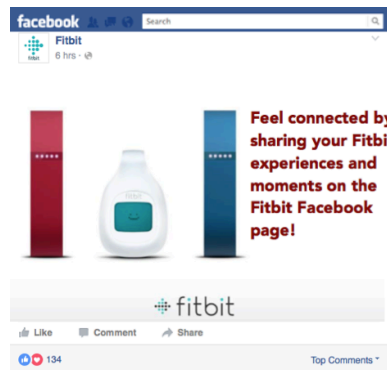 facebook
Search
Fitbit
6 hrs ·
fitbit
Feel connected by
sharing your Fitbi
experiences and
moments on the
Fitbit Facebook
page!
fitbit
Like Comment Share
134 Top Comments